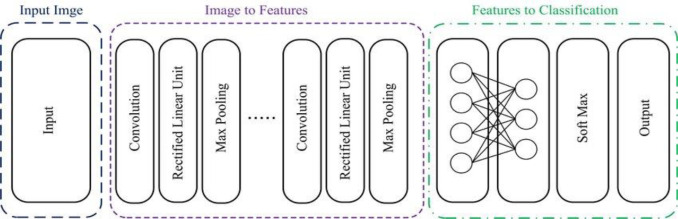 Input Imge
Image to Features
Features to Classification
Input
Convolution
Rectified Linear Unit
Max Pooling
.....
Convolution
Rectified Linear Unit
Max Pooling
Soft Max
Output